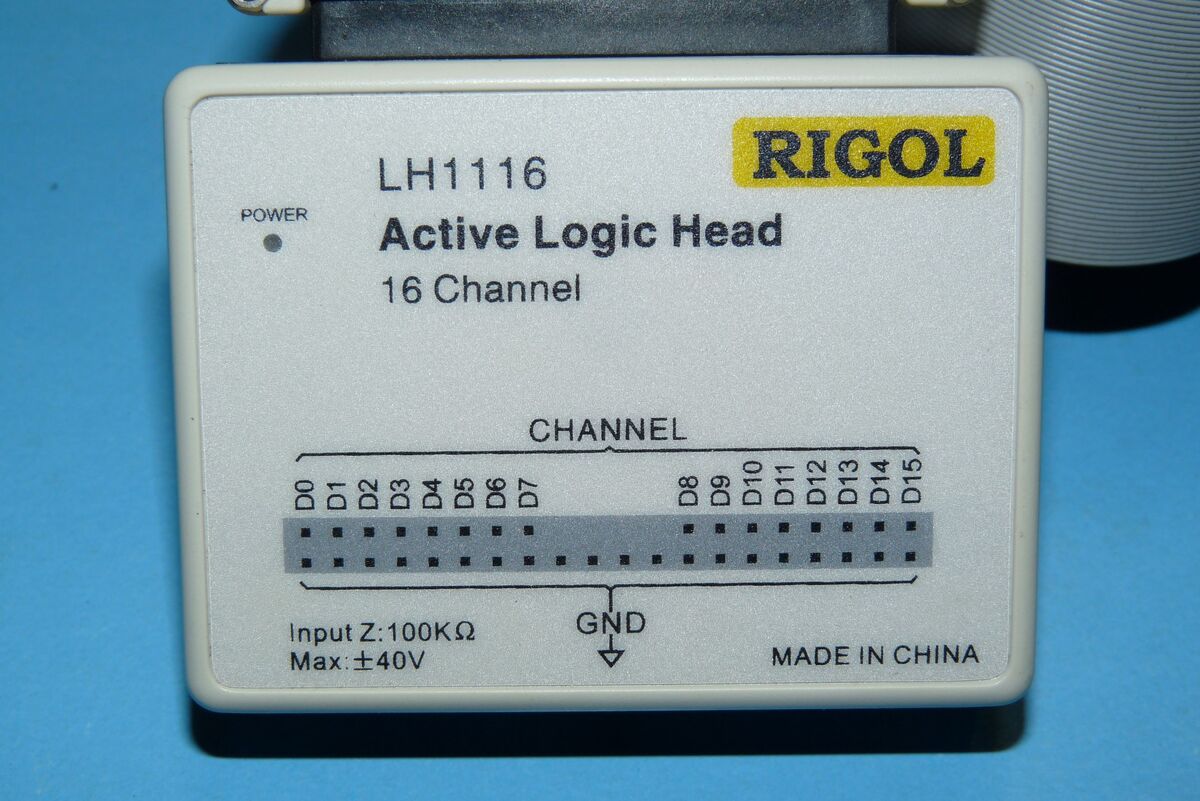 RIGOL
LH1116
POWER
Active Logic Head
16 Channel
CHANNEL
D0 D1 D2 D3 D4 D5 D6 D7 D8 D9 D10 D11 D12 D13 D14 D15
GND
Input Z:100KΩ
Max:±40V
MADE IN CHINA